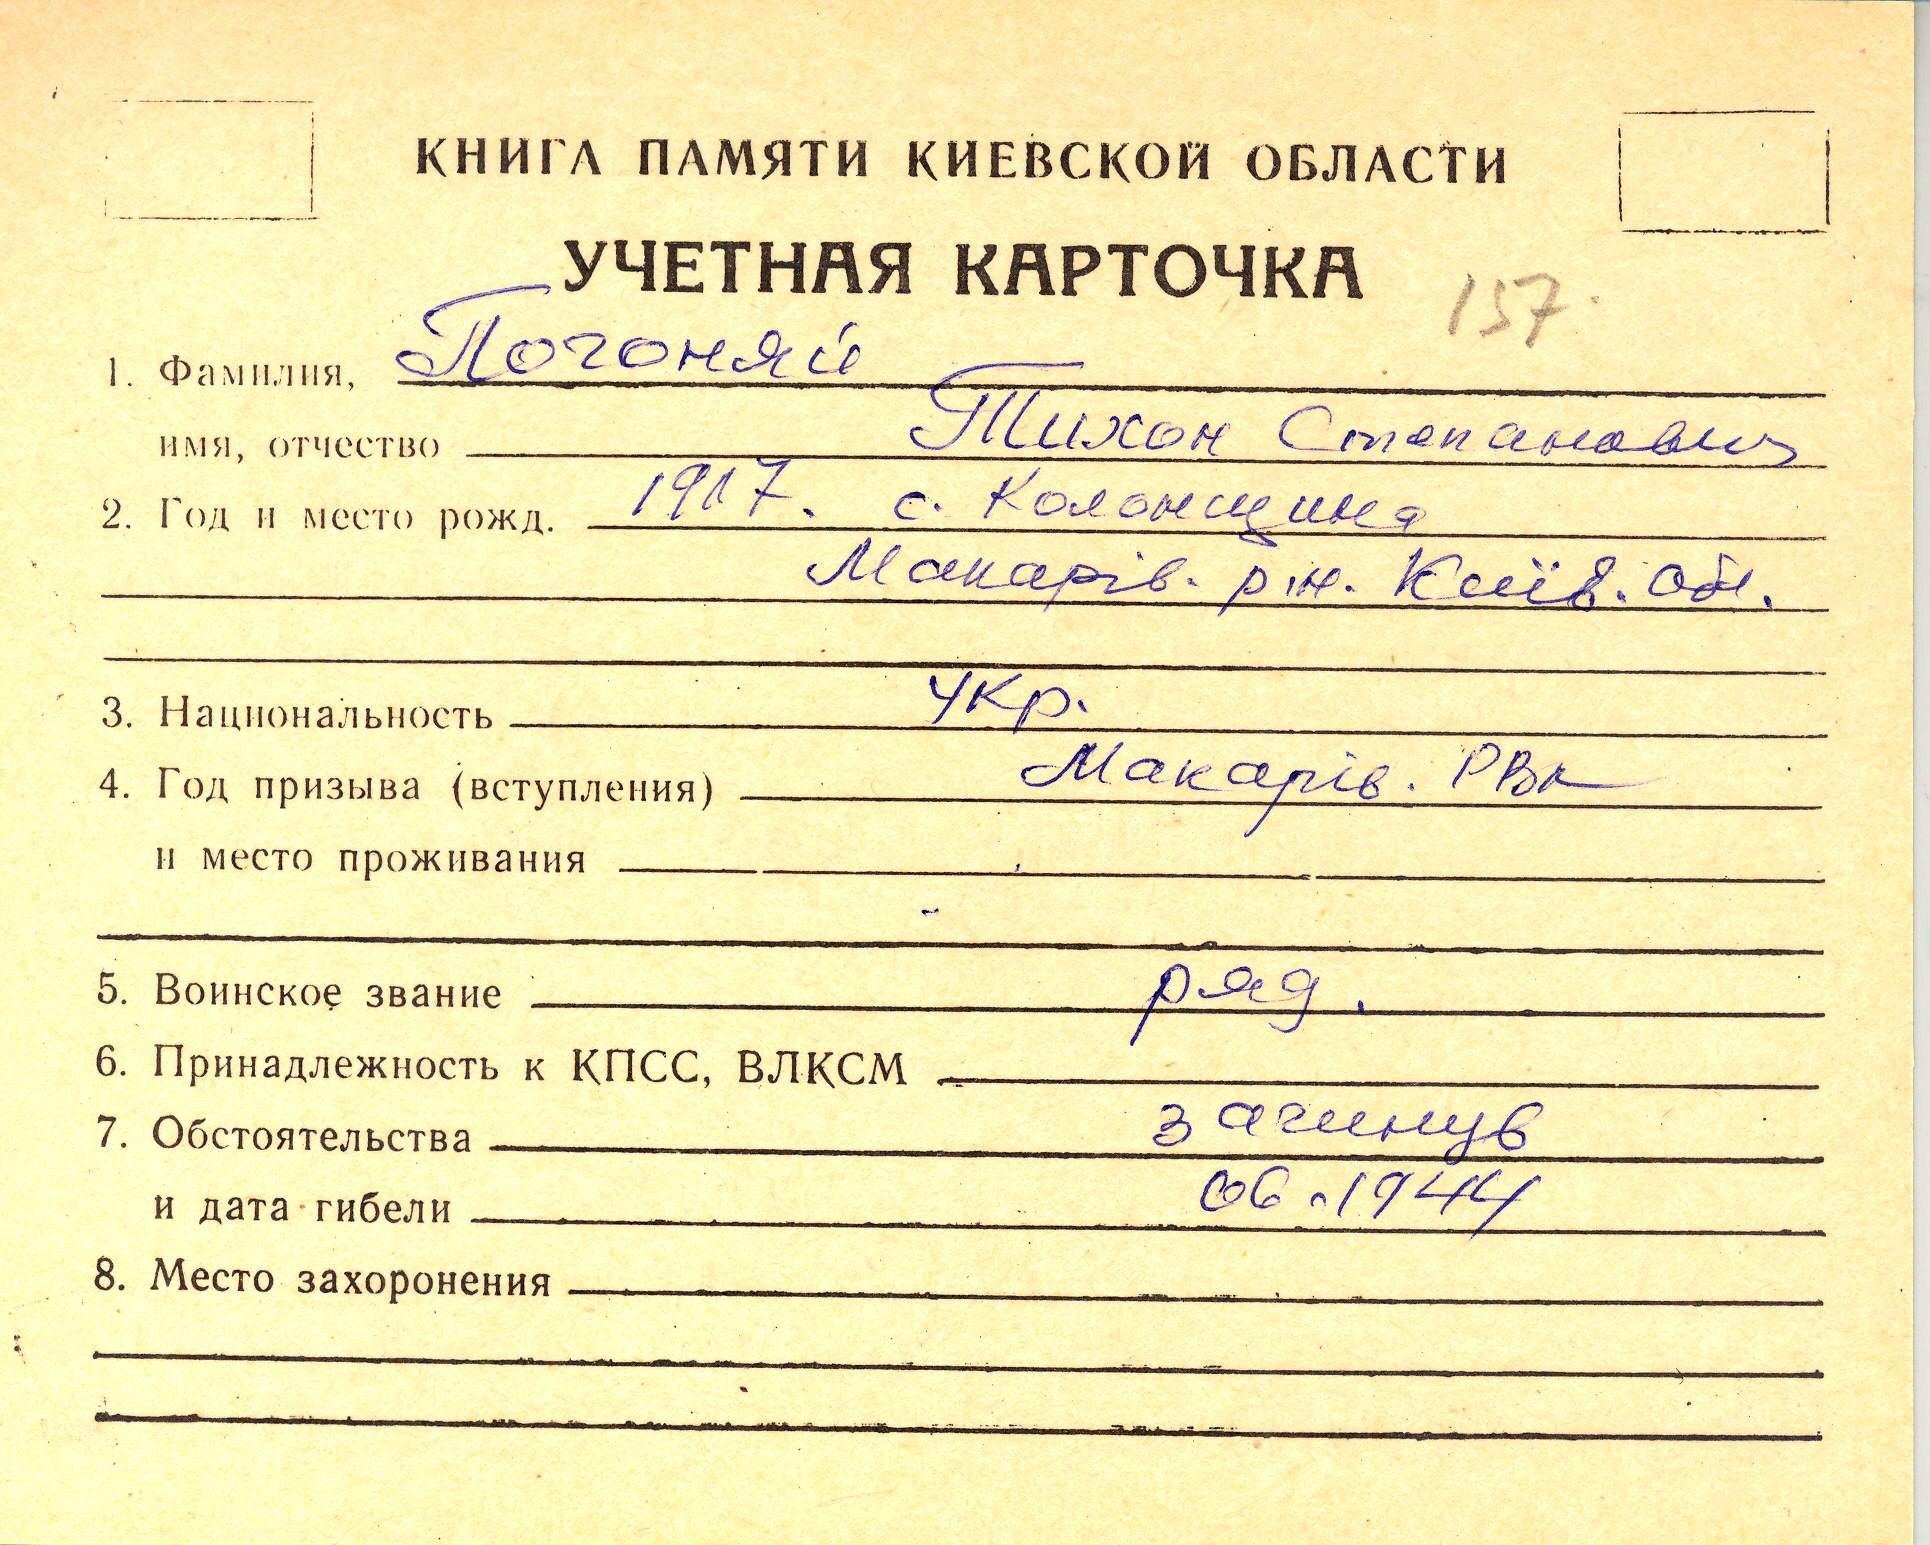 КНИГА ПАМЯТИ КИЕВСКОЙ ОБЛАСТИ
УЧЕТНАЯ КАРТОЧКА
157.
1. Фамилия, Погоняй
имя, отчество Тихон Степанович
2. Год и место рожд. 1917. с. Колонщина
Макарів. р.н. Київ. обл.
3. Национальность Укр.
4. Год призыва (вступления) Макарів. РВК
и место проживания
5. Воинское звание ряд.
6. Принадлежность к КПСС, ВЛКСМ
7. Обстоятельства загинув
и дата гибели 06.1944
8. Место захоронения